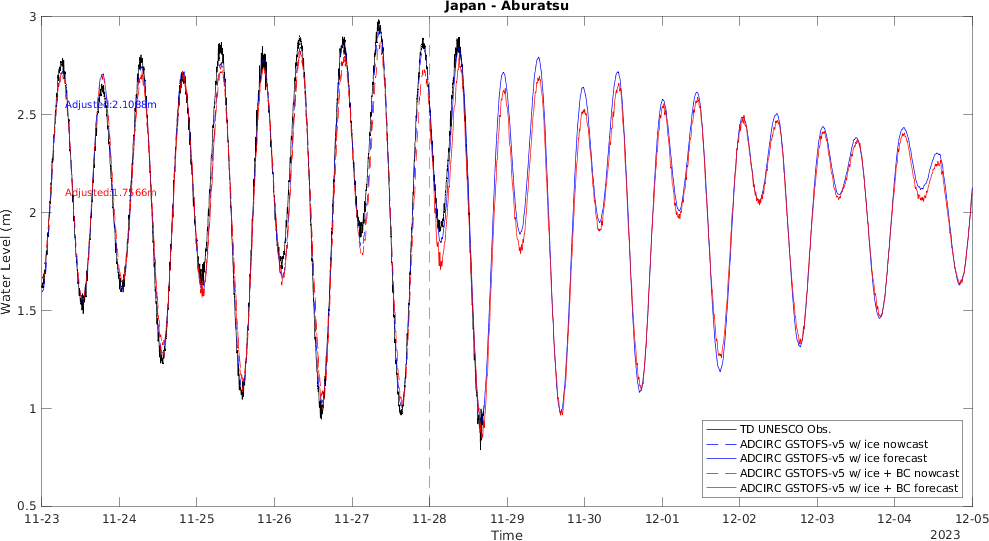 Japan - Aburatsu
3
2.5
2
1.5
1
0.5
Water Level (m)
Adjusted:2.1088m
Adjusted:1.7566m
TD UNESCO Obs.
ADCIRC GSTOFS-v5 w/ ice nowcast
ADCIRC GSTOFS-v5 w/ ice forecast
ADCIRC GSTOFS-v5 w/ ice + BC nowcast
ADCIRC GSTOFS-v5 w/ ice + BC forecast
11-23 11-24 11-25 11-26 11-27 11-28 11-29 11-30 12-01 12-02 12-03 12-04 12-05
Time
2023